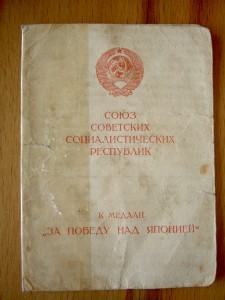 СОЮЗ
СОВЕТСКИХ
СОЦИАЛИСТИЧЕСКИХ
РЕСПУБЛИК
К МЕДАЛИ
„ЗА ПОБЕДУ НАД ЯПОНИЕЙ“